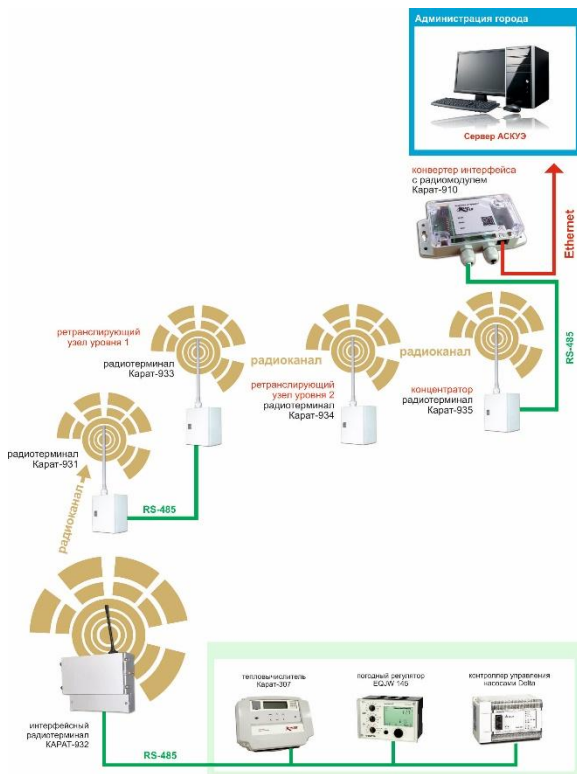 Администрация города
Сервер АСКУЭ
конвертер интерфейса
с радиомодулем
Карат-910
Ethernet
RS-485
ретранслирующий
узел уровня 1
радиотерминал
Карат-933
радиоканал
ретранслирующий
узел уровня 2
радиотерминал
Карат-934
радиоканал
концентратор
радиотерминал
Карат-935
радиотерминал
Карат-931
RS-485
радиоканал
интерфейсный
радиотерминал
КАРАТ-932
RS-485
тепловычислитель
Карат-307
погодный регулятор
EQJW 146
контроллер управления
насосами Delta